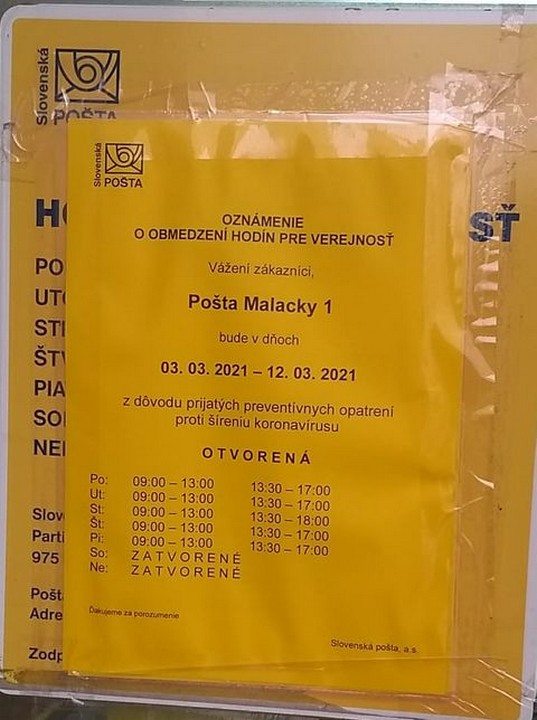 Slovenská
POŠTA
Slovenská
POŠTA
OZNÁMENIE
O OBMEDZENÍ HODÍN PRE VEREJNOSŤ
Vážení zákazníci,
Pošta Malacky 1
bude v dňoch
03. 03. 2021 – 12. 03. 2021
z dôvodu prijatých preventívnych opatrení
proti šíreniu koronavírusu
OTVORENÁ
Po: 09:00 – 13:00 13:30 – 17:00
Ut: 09:00 – 13:00 13:30 – 17:00
St: 09:00 – 13:00 13:30 – 18:00
Št: 09:00 – 13:00 13:30 – 17:00
Pi: 09:00 – 13:00 13:30 – 17:00
So: ZATVORENÉ
Ne: ZATVORENÉ
Ďakujeme za porozumenie
Slovenská pošta, a.s.
SŤ
PO
UTO
STR
ŠTV
PIA
SO
NE
Slov
Parti
975
Pošt
Adre
Zodp